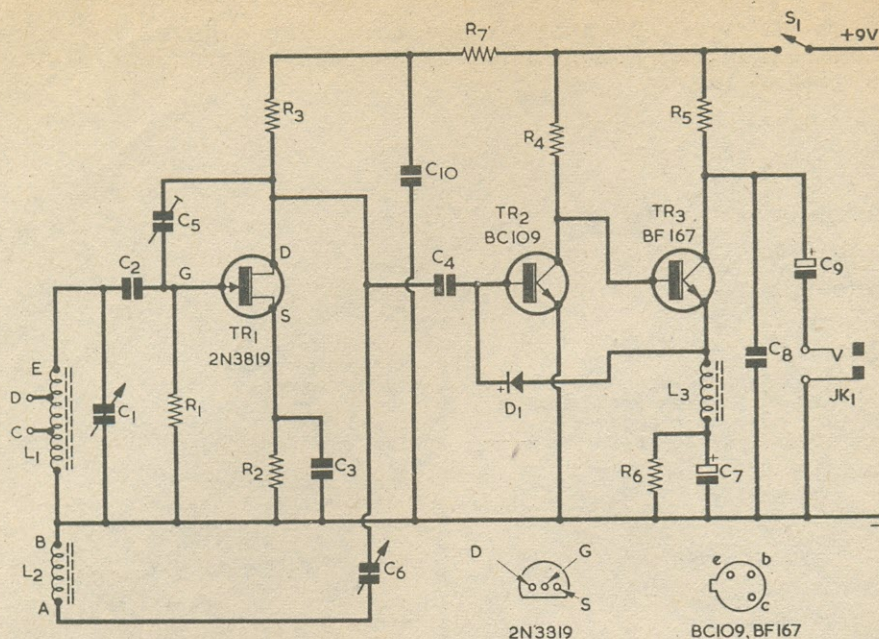 R7
S1
+9V
R3
R4
R5
C10
C5
TR2
BC109
TR3
BF167
D
C2
G
C4
C9
S
TR1
2N3819
E
D
C
L1
C1
R1
D1
L3
C8
V
JK1
R2
C3
R6
+
C7
+
+
B
L2
A
C6
D
G
S
2N3819
e
b
c
BC109, BF167
−